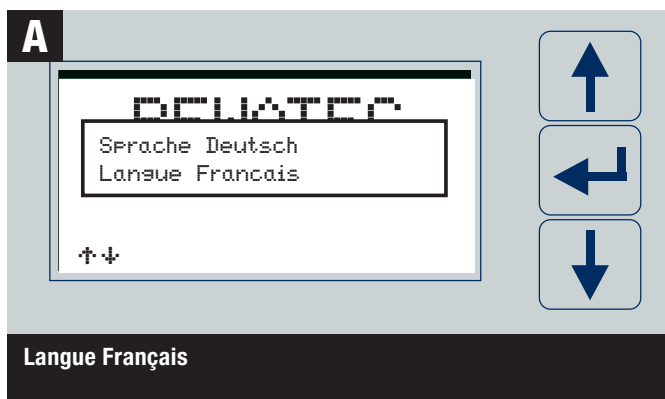 A
Sprache Deutsch
Langue Francais
↑↓
Langue Français